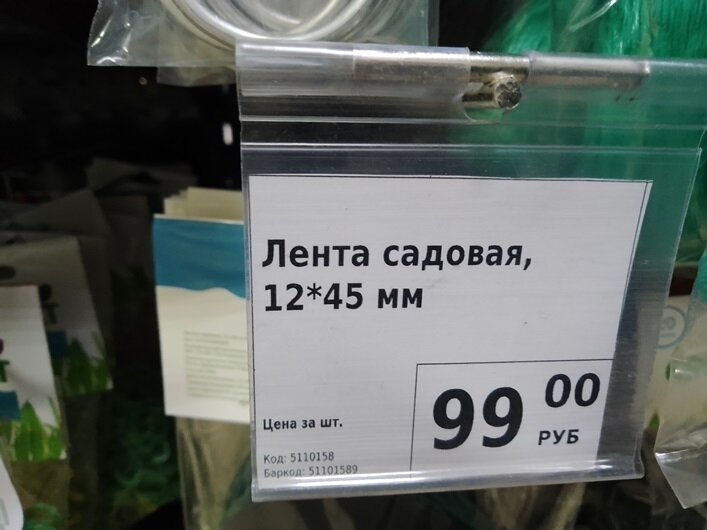 Лента садовая,
12*45 мм
Цена за шт.
99 00
РУБ
Код: 5110158
Баркод: 51101589